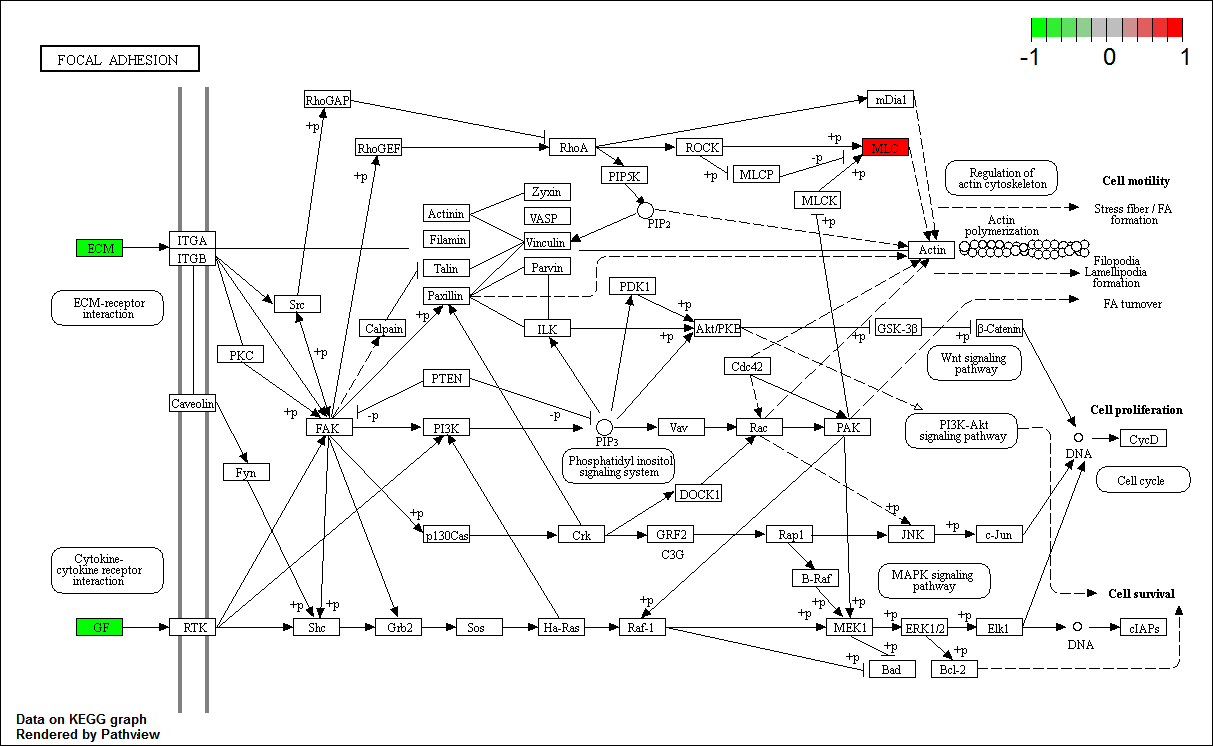 -1 0 1
FOCAL ADHESION
RhoGAP
mDia1
+p
RhoGEF
RhoA
ROCK
+p
MLC
+p
-p
+p
+p
PIP5K
MLCP
MLCK
+p
Regulation of
actin cytoskeleton
Cell motility
Zyxin
Actinin
VASP
PIP2
Stress fiber / FA
formation
Actin
polymerization
Filamin
Vinculin
ECM
ITGA
ITGB
Actin
Talin
Parvin
Filopodia
Lamellipodia
formation
ECM-receptor
interaction
Src
Paxillin
PDK1
+p
+p
FA turnover
Calpain
ILK
Akt/PKB
+p
GSK-3β
+p
β-Catenin
+p
+p
PKC
Cdc42
Wnt signaling
pathway
PTEN
Caveolin
+p
-p
-p
Cell proliferation
FAK
PI3K
PIP3
Vav
Rac
PAK
PI3K-Akt
signaling pathway
CycD
DNA
Phosphatidyl inositol
signaling system
Fyn
Cell cycle
DOCK1
+p
+p
p130Cas
Crk
GRF2
C3G
Rap1
JNK
+p
c-Jun
Cytokine-
cytokine receptor
interaction
B-Raf
MAPK signaling
pathway
Cell survival
+p
+p
+p
+p
+p
+p
+p
+p
GF
RTK
Shc
Grb2
Sos
Ha-Ras
Raf-1
MEK1
ERK1/2
Elk1
DNA
cIAPs
+p
+p
+p
Bad
Bcl-2
Data on KEGG graph
Rendered by Pathview